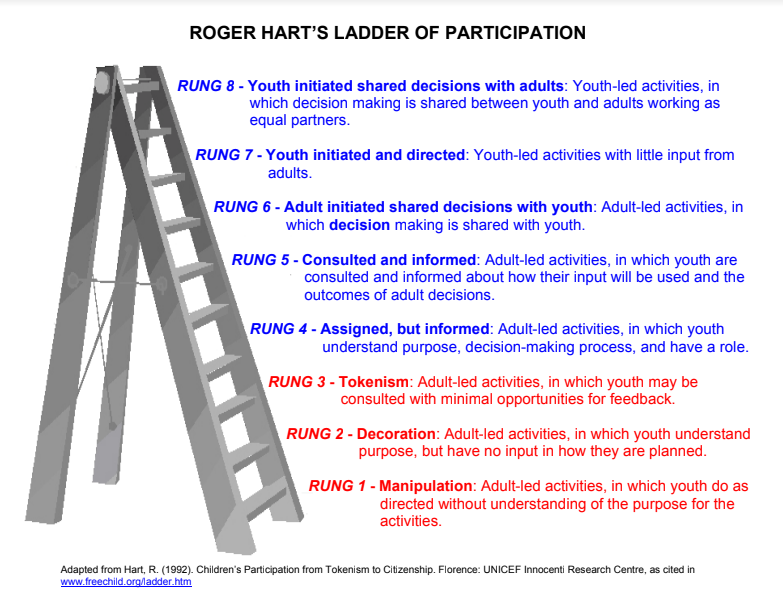 ROGER HART'S LADDER OF PARTICIPATION
RUNG 8 - Youth initiated shared decisions with adults: Youth-led activities, in
which decision making is shared between youth and adults working as
equal partners.
RUNG 7 - Youth initiated and directed: Youth-led activities with little input from
adults.
RUNG 6 - Adult initiated shared decisions with youth: Adult-led activities, in
which decision making is shared with youth.
RUNG 5 - Consulted and informed: Adult-led activities, in which youth are
consulted and informed about how their input will be used and the
outcomes of adult decisions.
RUNG 4 - Assigned, but informed: Adult-led activities, in which youth
understand purpose, decision-making process, and have a role.
RUNG 3 - Tokenism: Adult-led activities, in which youth may be
consulted with minimal opportunities for feedback.
RUNG 2 - Decoration: Adult-led activities, in which youth understand
purpose, but have no input in how they are planned.
RUNG 1 - Manipulation: Adult-led activities, in which youth do as
directed without understanding of the purpose for the
activities.
Adapted from Hart, R. (1992). Children's Participation from Tokenism to Citizenship. Florence: UNICEF Innocenti Research Centre, as cited in
www.freechild.org/ladder.htm